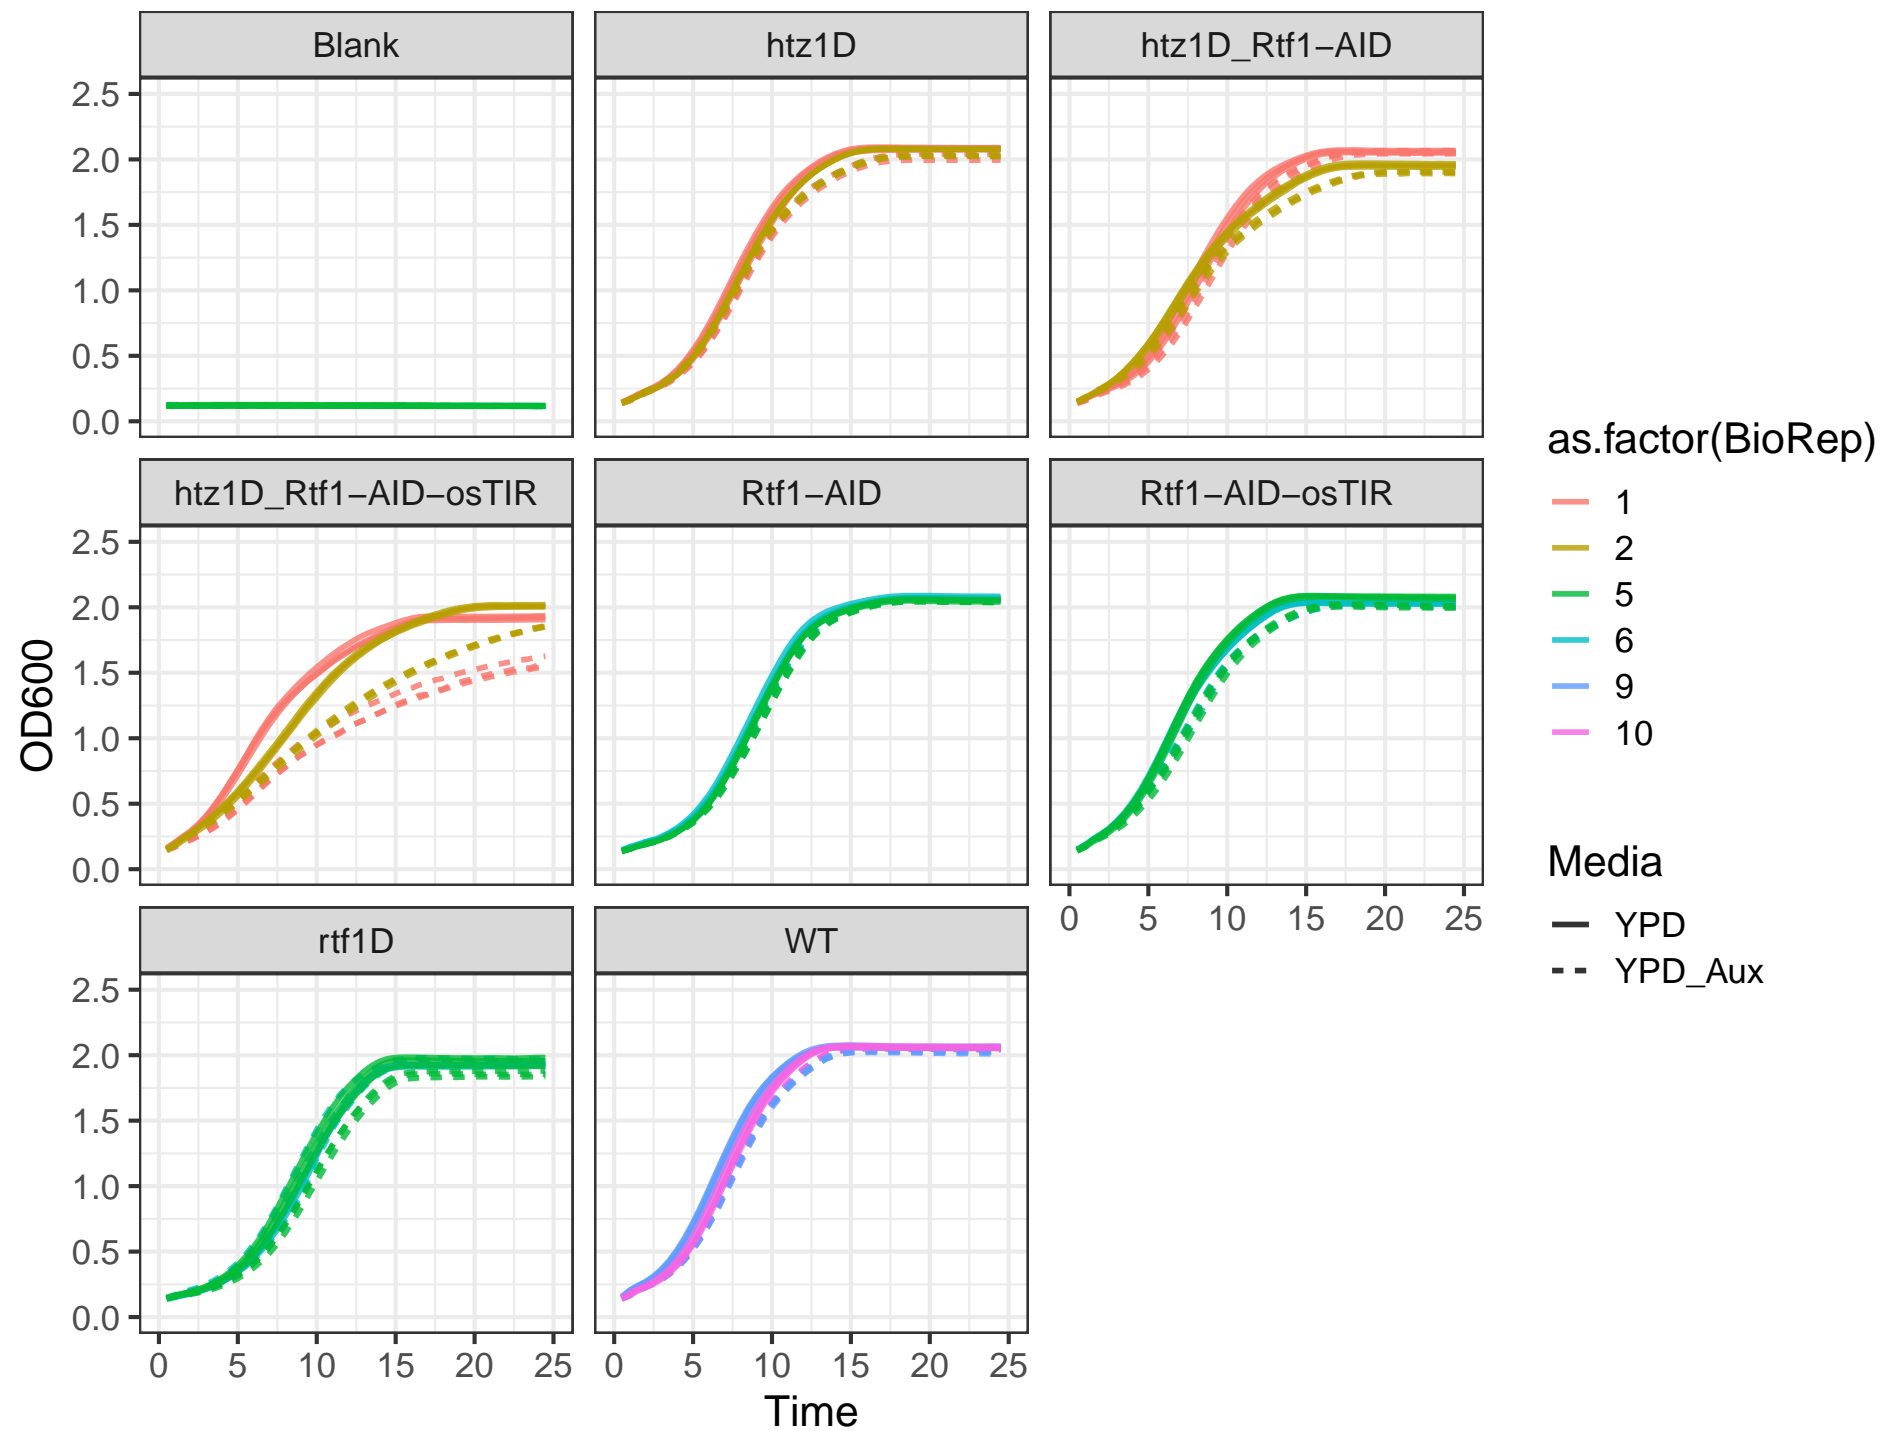 Blank
htz1D
htz1D_Rtf1−AID
2.5
2.0
1.5
1.0
0.5
0.0
htz1D_Rtf1−AID−osTIR
Rtf1−AID
Rtf1−AID−osTIR
2.5
2.0
1.5
1.0
0.5
0.0
0 5 10 15 20 25
rtf1D
WT
2.5
2.0
1.5
1.0
0.5
0.0
0 5 10 15 20 25
0 5 10 15 20 25
Time
OD600
as.factor(BioRep)
1
2
5
6
9
10
Media
YPD
YPD_Aux